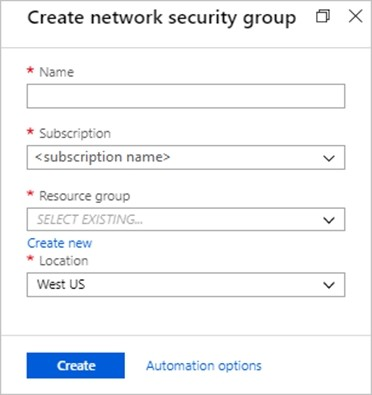 Create network security group
* Name
* Subscription
<subscription name>
* Resource group
SELECT EXISTING...
Create new
* Location
West US
Create
Automation options